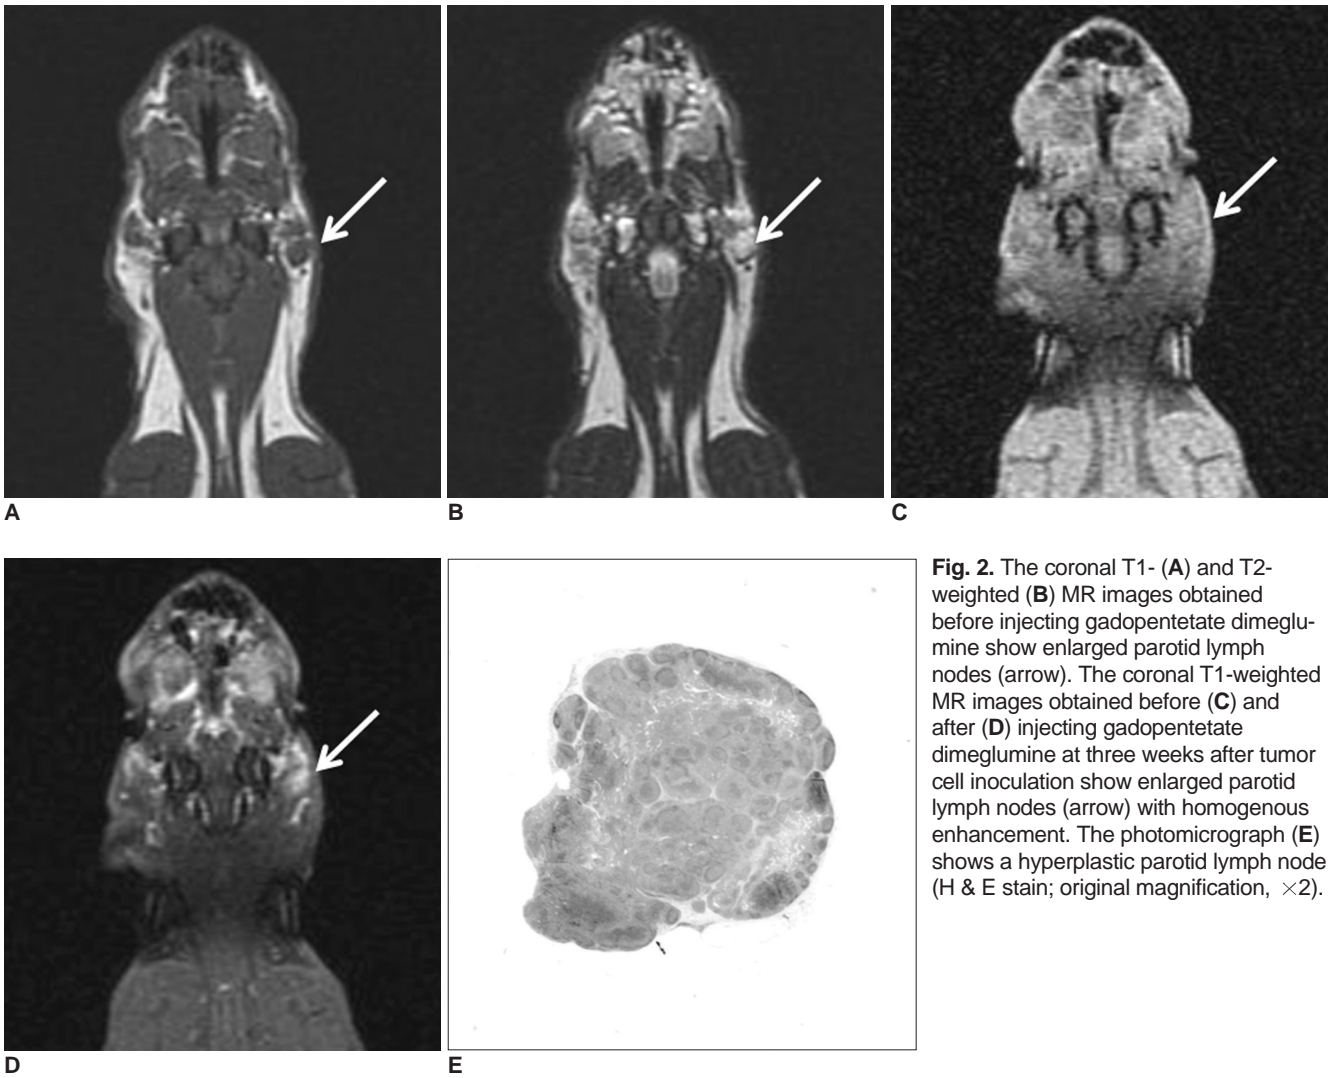 A
B
C
D
E
Fig. 2. The coronal T1- (A) and T2-
weighted (B) MR images obtained
before injecting gadopentetate dimeglu-
mine show enlarged parotid lymph
nodes (arrow). The coronal T1-weighted
MR images obtained before (C) and
after (D) injecting gadopentetate
dimeglumine at three weeks after tumor
cell inoculation show enlarged parotid
lymph nodes (arrow) with homogenous
enhancement. The photomicrograph (E)
shows a hyperplastic parotid lymph node
(H & E stain; original magnification, ×2).